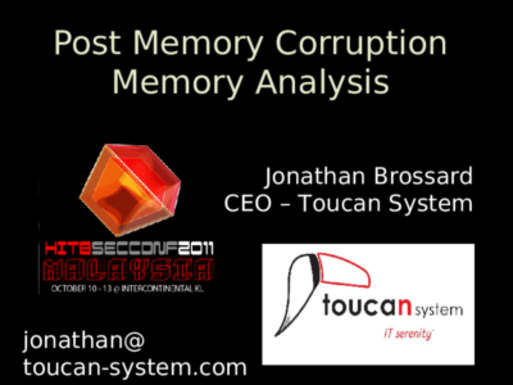 Post Memory Corruption
Memory Analysis
Jonathan Brossard
CEO – Toucan System
HITBSECCONF2011
MALAYSIA
OCTOBER 10 - 13 @ INTERCONTINENTAL KL
toucan system
IT serenity
jonathan@
toucan-system.com